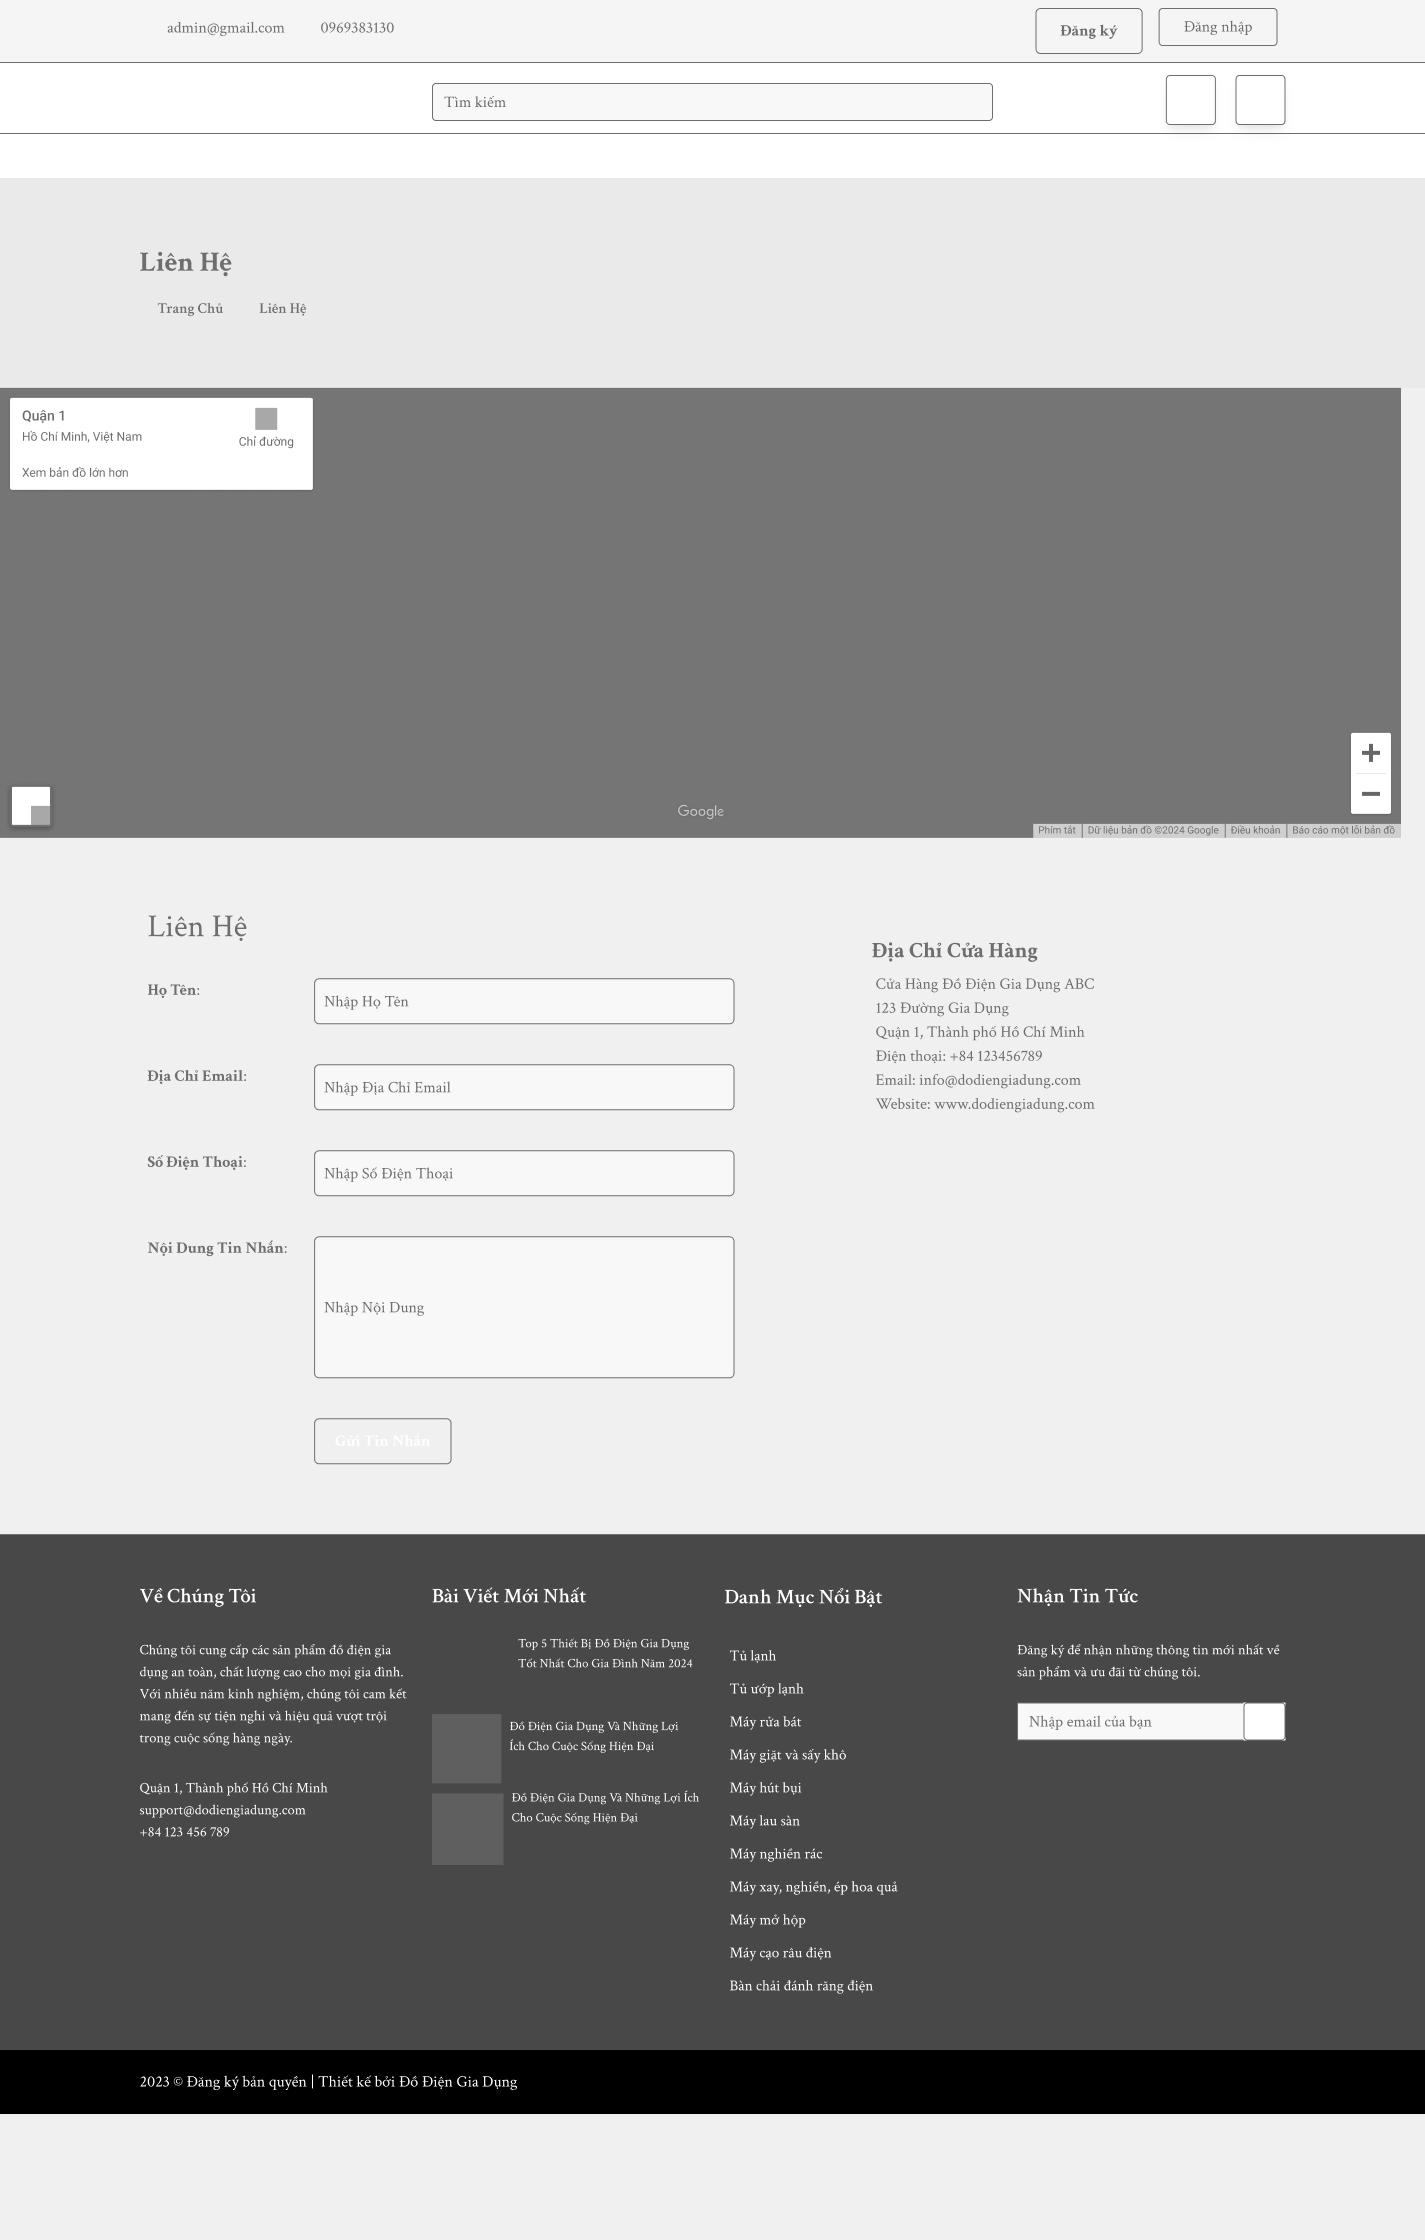 admin@gmail.com
0969383130
Đăng ký
Đăng nhập
Tìm kiếm
Liên Hệ
Trang Chủ
Liên Hệ
Quận 1
Hồ Chí Minh, Việt Nam
Chỉ đường
Xem bản đồ lớn hơn
Google
Phím tắt
Dữ liệu bản đồ ©2024 Google
Điều khoản
Báo cáo một lỗi bản đồ
Liên Hệ
Họ Tên:
Nhập Họ Tên
Địa Chỉ Email:
Nhập Địa Chỉ Email
Số Điện Thoại:
Nhập Số Điện Thoại
Nội Dung Tin Nhắn:
Nhập Nội Dung
Gửi Tin Nhắn
Địa Chỉ Cửa Hàng
Cửa Hàng Đồ Điện Gia Dụng ABC
123 Đường Gia Dụng
Quận 1, Thành phố Hồ Chí Minh
Điện thoại: +84 123456789
Email: info@dodiengiadung.com
Website: www.dodiengiadung.com
Về Chúng Tôi
Chúng tôi cung cấp các sản phẩm đồ điện gia
dụng an toàn, chất lượng cao cho mọi gia đình.
Với nhiều năm kinh nghiệm, chúng tôi cam kết
mang đến sự tiện nghi và hiệu quả vượt trội
trong cuộc sống hàng ngày.
Quận 1, Thành phố Hồ Chí Minh
support@dodiengiadung.com
+84 123 456 789
Bài Viết Mới Nhất
Top 5 Thiết Bị Đồ Điện Gia Dụng
Tốt Nhất Cho Gia Đình Năm 2024
Đồ Điện Gia Dụng Và Những Lợi
Ích Cho Cuộc Sống Hiện Đại
Đồ Điện Gia Dụng Và Những Lợi Ích
Cho Cuộc Sống Hiện Đại
Danh Mục Nổi Bật
Tủ lạnh
Tủ ướp lạnh
Máy rửa bát
Máy giặt và sấy khô
Máy hút bụi
Máy lau sàn
Máy nghiền rác
Máy xay, nghiền, ép hoa quả
Máy mở hộp
Máy cạo râu điện
Bàn chải đánh răng điện
Nhận Tin Tức
Đăng ký để nhận những thông tin mới nhất về
sản phẩm và ưu đãi từ chúng tôi.
Nhập email của bạn
2023 © Đăng ký bản quyền | Thiết kế bởi Đồ Điện Gia Dụng